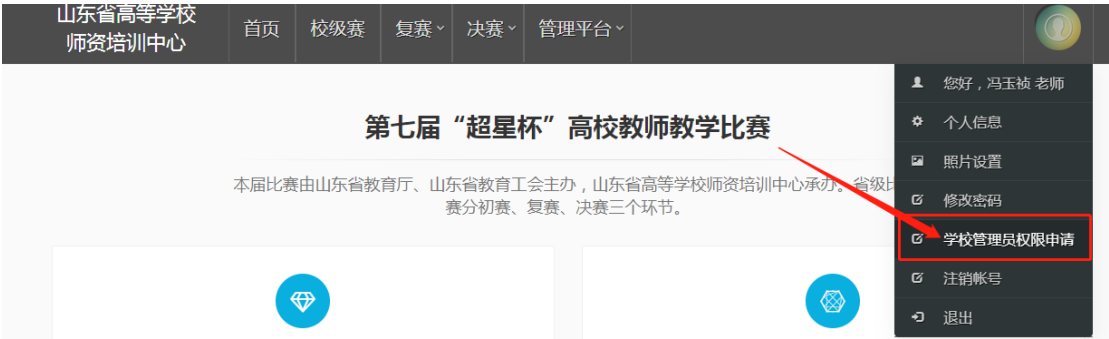 山东省高等学校
师资培训中心
首页
校级赛
复赛
决赛
管理平台
您好，冯玉祯 老师
个人信息
照片设置
修改密码
学校管理员权限申请
注销帐号
退出
第七届“超星杯”高校教师教学比赛
本届比赛由山东省教育厅、山东省教育工会主办，山东省高等学校师资培训中心承办。省级
赛分初赛、复赛、决赛三个环节。